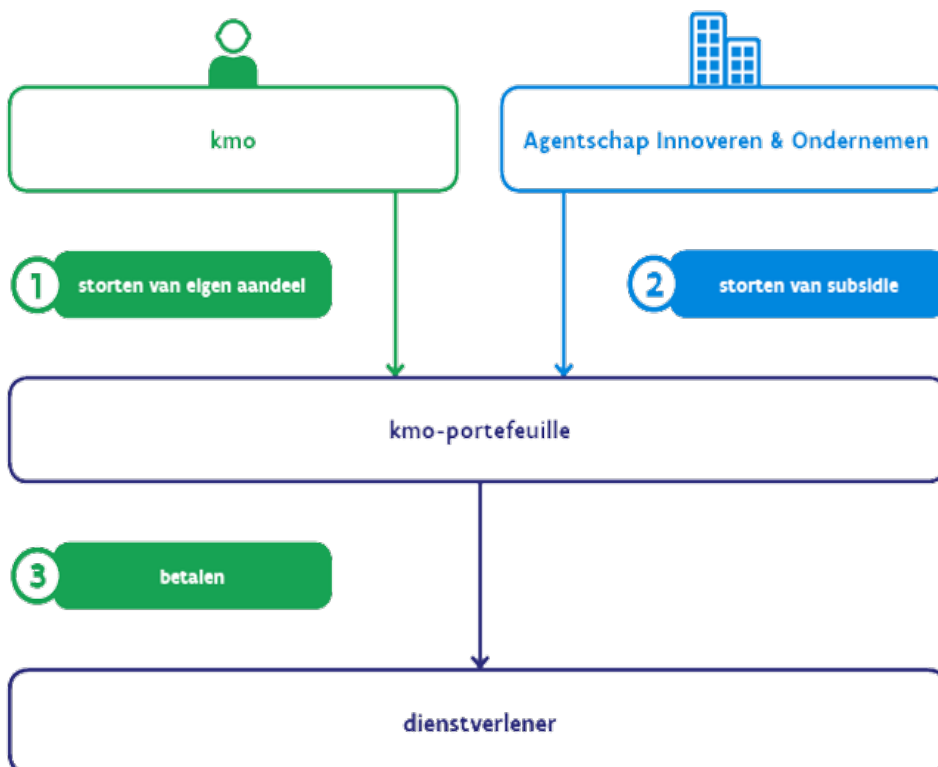 kmo
Agentschap Innoveren & Ondernemen
1 storten van eigen aandeel
2 storten van subsidie
kmo-portefeuille
3 betalen
dienstverlener